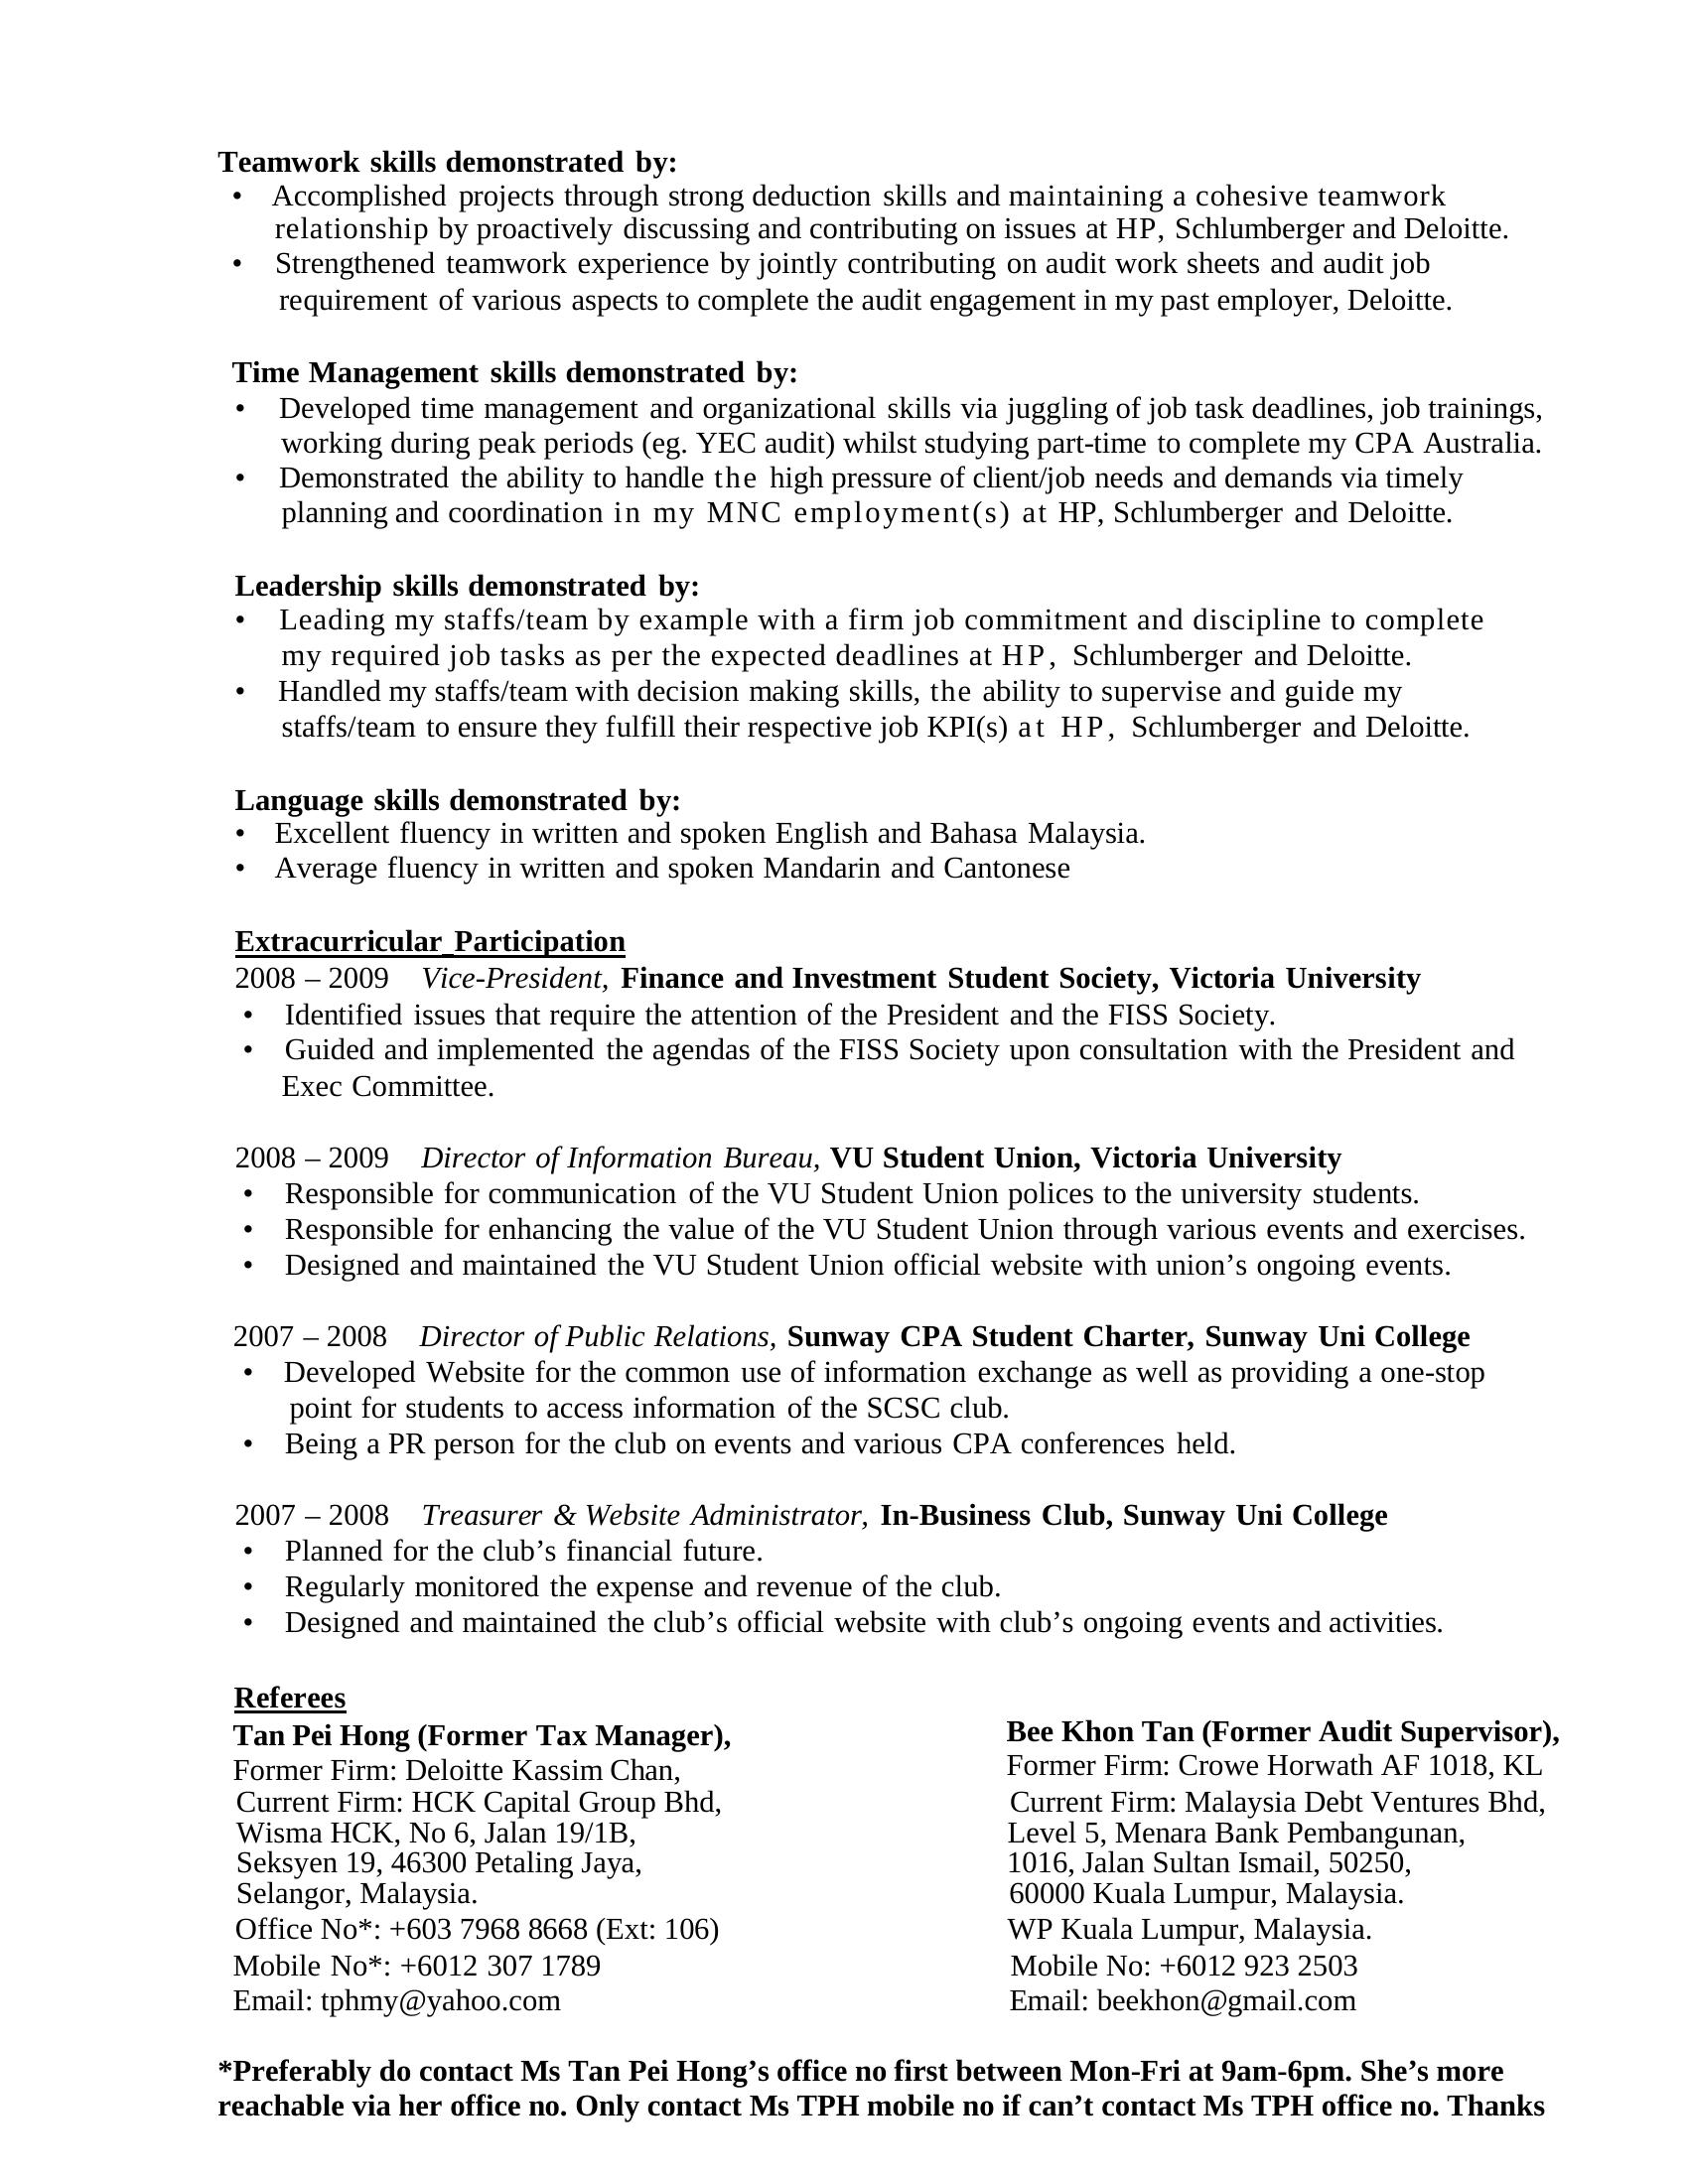 Teamwork skills demonstrated by:
• Accomplished projects through strong deduction skills and maintaining a cohesive teamwork
relationship by proactively discussing and contributing on issues at HP, Schlumberger and Deloitte.
• Strengthened teamwork experience by jointly contributing on audit work sheets and audit job
requirement of various aspects to complete the audit engagement in my past employer, Deloitte.
Time Management skills demonstrated by:
• Developed time management and organizational skills via juggling of job task deadlines, job trainings,
working during peak periods (eg. YEC audit) whilst studying part-time to complete my CPA Australia.
• Demonstrated the ability to handle the high pressure of client/job needs and demands via timely
planning and coordination in my MNC employment(s) at HP, Schlumberger and Deloitte.
Leadership skills demonstrated by:
• Leading my staffs/team by example with a firm job commitment and discipline to complete
my required job tasks as per the expected deadlines at HP, Schlumberger and Deloitte.
• Handled my staffs/team with decision making skills, the ability to supervise and guide my
staffs/team to ensure they fulfill their respective job KPI(s) at HP, Schlumberger and Deloitte.
Language skills demonstrated by:
• Excellent fluency in written and spoken English and Bahasa Malaysia.
• Average fluency in written and spoken Mandarin and Cantonese
Extracurricular Participation
2008 – 2009 Vice-President, Finance and Investment Student Society, Victoria University
• Identified issues that require the attention of the President and the FISS Society.
• Guided and implemented the agendas of the FISS Society upon consultation with the President and
Exec Committee.
2008 – 2009 Director of Information Bureau, VU Student Union, Victoria University
• Responsible for communication of the VU Student Union polices to the university students.
• Responsible for enhancing the value of the VU Student Union through various events and exercises.
• Designed and maintained the VU Student Union official website with union’s ongoing events.
2007 – 2008 Director of Public Relations, Sunway CPA Student Charter, Sunway Uni College
• Developed Website for the common use of information exchange as well as providing a one-stop
point for students to access information of the SCSC club.
• Being a PR person for the club on events and various CPA conferences held.
2007 – 2008 Treasurer & Website Administrator, In-Business Club, Sunway Uni College
• Planned for the club’s financial future.
• Regularly monitored the expense and revenue of the club.
• Designed and maintained the club’s official website with club’s ongoing events and activities.
Referees
Tan Pei Hong (Former Tax Manager),
Former Firm: Deloitte Kassim Chan,
Current Firm: HCK Capital Group Bhd,
Wisma HCK, No 6, Jalan 19/1B,
Seksyen 19, 46300 Petaling Jaya,
Selangor, Malaysia.
Office No*: +603 7968 8668 (Ext: 106)
Mobile No*: +6012 307 1789
Email: tphmy@yahoo.com
Bee Khon Tan (Former Audit Supervisor),
Former Firm: Crowe Horwath AF 1018, KL
Current Firm: Malaysia Debt Ventures Bhd,
Level 5, Menara Bank Pembangunan,
1016, Jalan Sultan Ismail, 50250,
60000 Kuala Lumpur, Malaysia.
WP Kuala Lumpur, Malaysia.
Mobile No: +6012 923 2503
Email: beekhon@gmail.com
*Preferably do contact Ms Tan Pei Hong’s office no first between Mon-Fri at 9am-6pm. She’s more
reachable via her office no. Only contact Ms TPH mobile no if can’t contact Ms TPH office no. Thanks